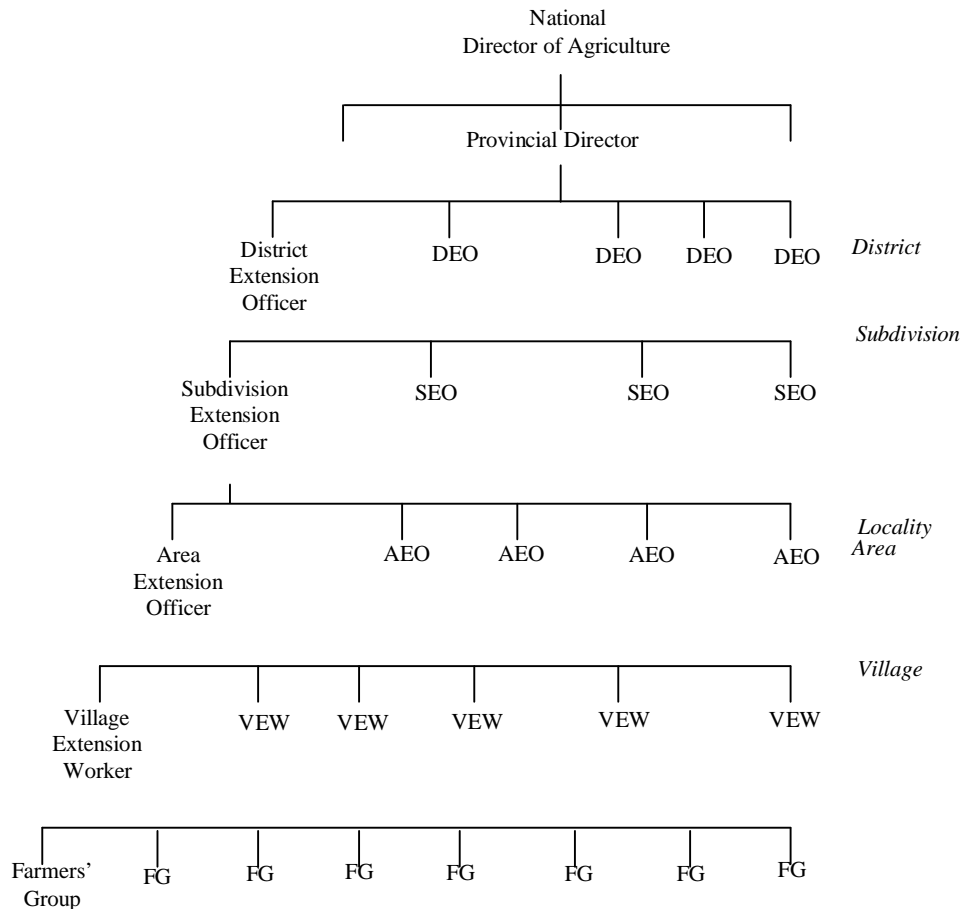 National
Director of Agriculture
Provincial Director
District
Extension
Officer
DEO
DEO
DEO
DEO
District
Subdivision
Subdivision
Extension
Officer
SEO
SEO
SEO
Locality
Area
Area
Extension
Officer
AEO
AEO
AEO
AEO
Village
Village
Extension
Worker
VEW
VEW
VEW
VEW
VEW
Farmers'
Group
FG
FG
FG
FG
FG
FG
FG